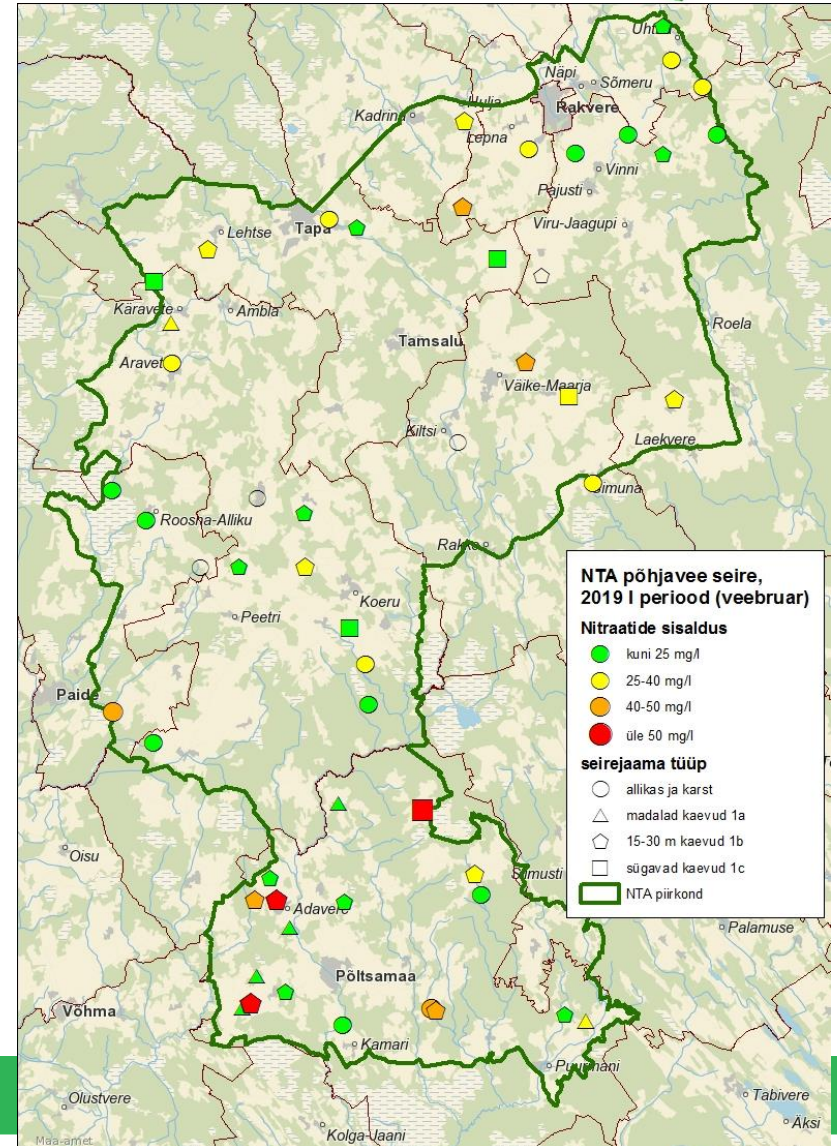 Uhtna
Näpi
Sõmeru
Hulja
Rakvere
Kadrina
Lepna
Vinni
Pajusti
Lehtse
Tapa
Viru-Jaagupi
Käravete
Ambla
Roela
Aravete
Tamsalu
Väike-Maarja
Kiltsi
Laekvere
Simuna
Roosna-Alliku
Rakke
Koeru
Peetri
Paide
NTA põhjavee seire,
2019 I periood (veebruar)
Nitraatide sisaldus
kuni 25 mg/l
25-40 mg/l
40-50 mg/l
üle 50 mg/l
seirejaama tüüp
allikas ja karst
madalad kaevud 1a
15-30 m kaevud 1b
sügavad kaevud 1c
NTA piirkond
Oisu
Adavere
Palamuse
Põltsamaa
Võhma
Kamari
Puurmani
Olustvere
Tabivere
Kolga-Jaani
Äksi
Maa-amet